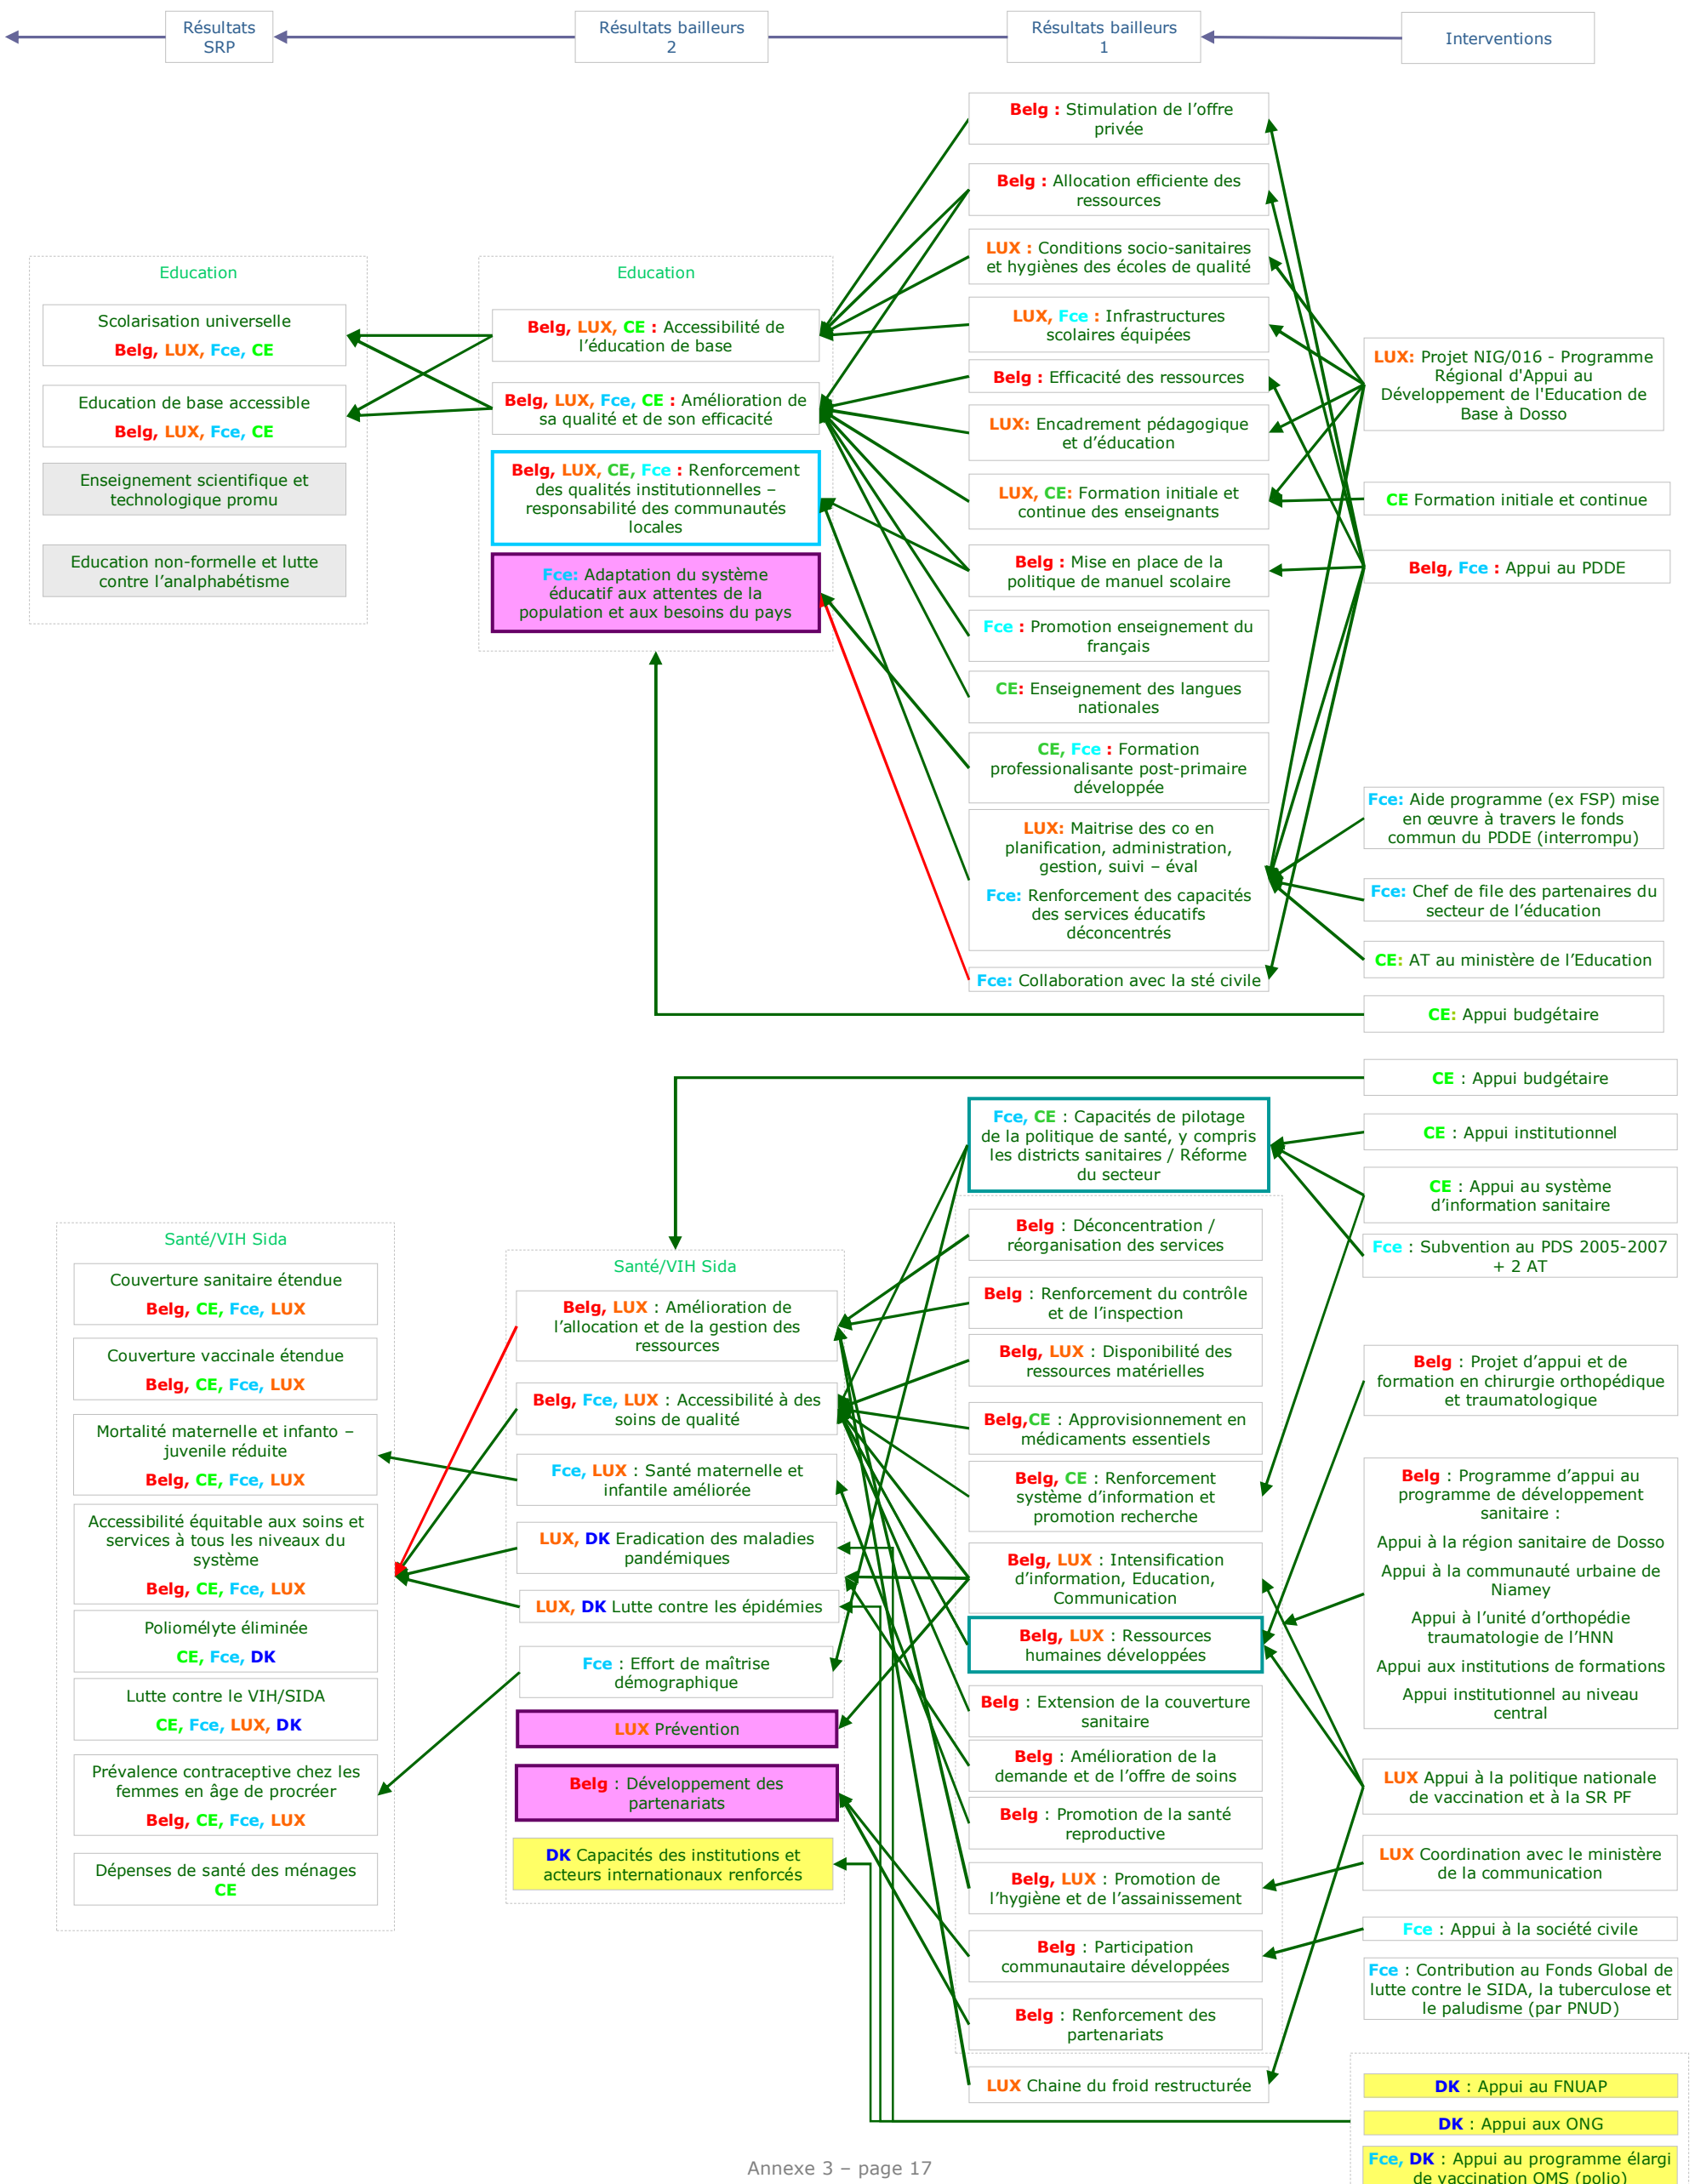 Résultats
SRP
Résultats bailleurs
2
Résultats bailleurs
1
Interventions
Education
Scolarisation universelle
Belg, LUX, Fce, CE
Education de base accessible
Belg, LUX, Fce, CE
Enseignement scientifique et
technologique promu
Education non-formelle et lutte
contre l'analphabétisme
Education
Belg, LUX, CE : Accessibilité de
l'éducation de base
Belg, LUX, Fce, CE : Amélioration de
sa qualité et de son efficacité
Belg, LUX, CE, Fce : Renforcement
des qualités institutionnelles –
responsabilité des communautés
locales
Fce: Adaptation du système
éducatif aux attentes de la
population et aux besoins du pays
Belg : Stimulation de l'offre
privée
Belg : Allocation efficiente des
ressources
LUX : Conditions socio-sanitaires
et hygiènes des écoles de qualité
LUX, Fce : Infrastructures
scolaires équipées
Belg : Efficacité des ressources
LUX: Encadrement pédagogique
et d'éducation
LUX, CE: Formation initiale et
continue des enseignants
Belg : Mise en place de la
politique de manuel scolaire
Fce : Promotion enseignement du
français
CE: Enseignement des langues
nationales
CE, Fce : Formation
professionalisante post-primaire
développée
LUX: Maitrise des co en
planification, administration,
gestion, suivi – éval
Fce: Renforcement des capacités
des services éducatifs
déconcentrés
Fce: Collaboration avec la sté civile
LUX: Projet NIG/016 - Programme
Régional d'Appui au
Développement de l'Education de
Base à Dosso
CE Formation initiale et continue
Belg, Fce : Appui au PDDE
Fce: Aide programme (ex FSP) mise
en œuvre à travers le fonds
commun du PDDE (interrompu)
Fce: Chef de file des partenaires du
secteur de l'éducation
CE: AT au ministère de l'Education
CE: Appui budgétaire
Santé/VIH Sida
Couverture sanitaire étendue
Belg, CE, Fce, LUX
Couverture vaccinale étendue
Belg, CE, Fce, LUX
Mortalité maternelle et infanto –
juvenile réduite
Belg, CE, Fce, LUX
Accessibilité équitable aux soins et
services à tous les niveaux du
système
Belg, CE, Fce, LUX
Poliomélyte éliminée
CE, Fce, DK
Lutte contre le VIH/SIDA
CE, Fce, LUX, DK
Prévalence contraceptive chez les
femmes en âge de procréer
Belg, CE, Fce, LUX
Dépenses de santé des ménages
CE
Santé/VIH Sida
Belg, LUX : Amélioration de
l'allocation et de la gestion des
ressources
Belg, Fce, LUX : Accessibilité à des
soins de qualité
Fce, LUX : Santé maternelle et
infantile améliorée
LUX, DK Eradication des maladies
pandémiques
LUX, DK Lutte contre les épidémies
Fce : Effort de maîtrise
démographique
LUX Prévention
Belg : Développement des
partenariats
DK Capacités des institutions et
acteurs internationaux renforcés
Fce, CE : Capacités de pilotage
de la politique de santé, y compris
les districts sanitaires / Réforme
du secteur
Belg : Déconcentration /
réorganisation des services
Belg : Renforcement du contrôle
et de l'inspection
Belg, LUX : Disponibilité des
ressources matérielles
Belg,CE : Approvisionnement en
médicaments essentiels
Belg, CE : Renforcement
système d'information et
promotion recherche
Belg, LUX : Intensification
d'information, Education,
Communication
Belg, LUX : Ressources
humaines développées
Belg : Extension de la couverture
sanitaire
Belg : Amélioration de la
demande et de l'offre de soins
Belg : Promotion de la santé
reproductive
Belg, LUX : Promotion de
l'hygiène et de l'assainissement
Belg : Participation
communautaire développées
Belg : Renforcement des
partenariats
LUX Chaine du froid restructurée
CE : Appui budgétaire
CE : Appui institutionnel
CE : Appui au système
d'information sanitaire
Fce : Subvention au PDS 2005-2007
+ 2 AT
Belg : Projet d'appui et de
formation en chirurgie orthopédique
et traumatologique
Belg : Programme d'appui au
programme de développement
sanitaire :
Appui à la région sanitaire de Dosso
Appui à la communauté urbaine de
Niamey
Appui à l'unité d'orthopédie
traumatologie de l'HNN
Appui aux institutions de formations
Appui institutionnel au niveau
central
LUX Appui à la politique nationale
de vaccination et à la SR PF
LUX Coordination avec le ministère
de la communication
Fce : Appui à la société civile
Fce : Contribution au Fonds Global de
lutte contre le SIDA, la tuberculose et
le paludisme (par PNUD)
DK : Appui au FNUAP
DK : Appui aux ONG
Fce, DK : Appui au programme élargi
de vaccination OMS (polio)
Annexe 3 – page 17